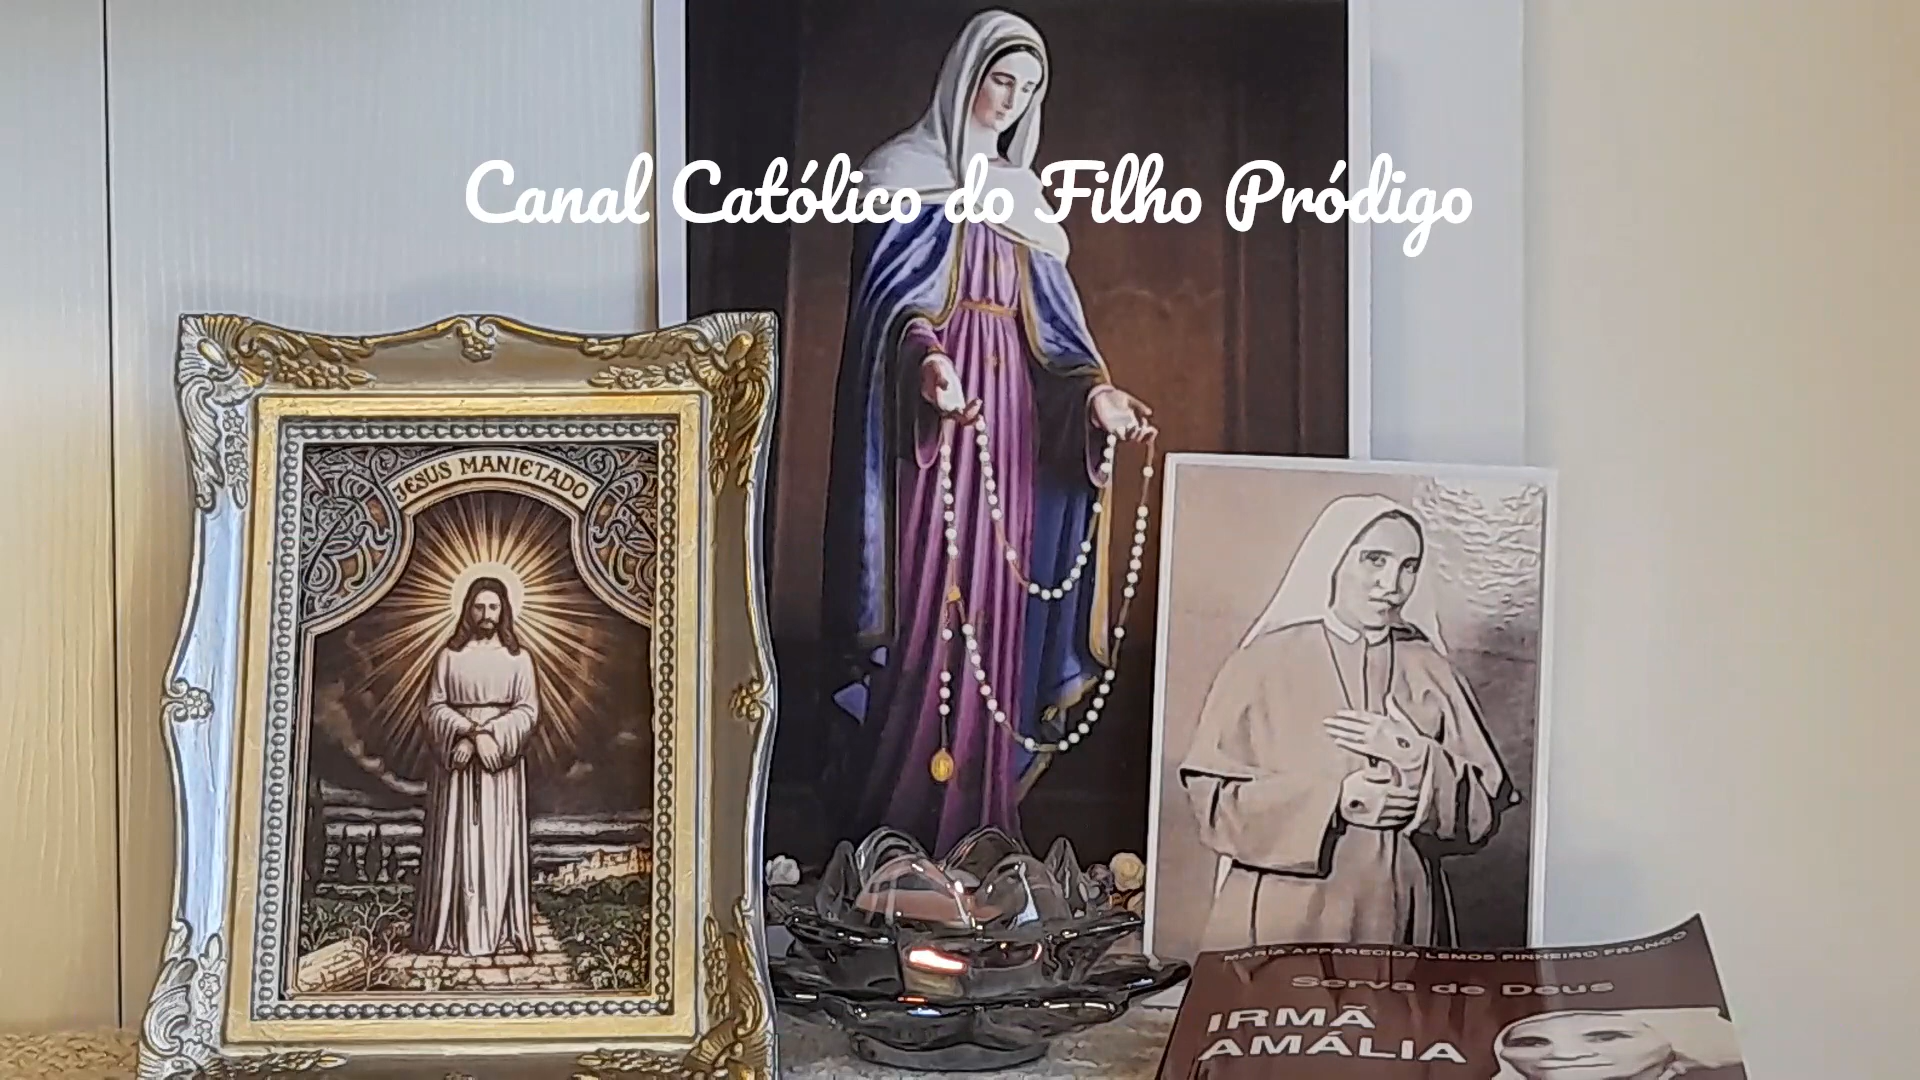 Canal Católico do Filho Pródigo
JESUS MANIETADO
MARIA APPARECIDA LEMOS PINHEIRO FRANCO
Serva de Deus
IRMÃ
AMÁLIA